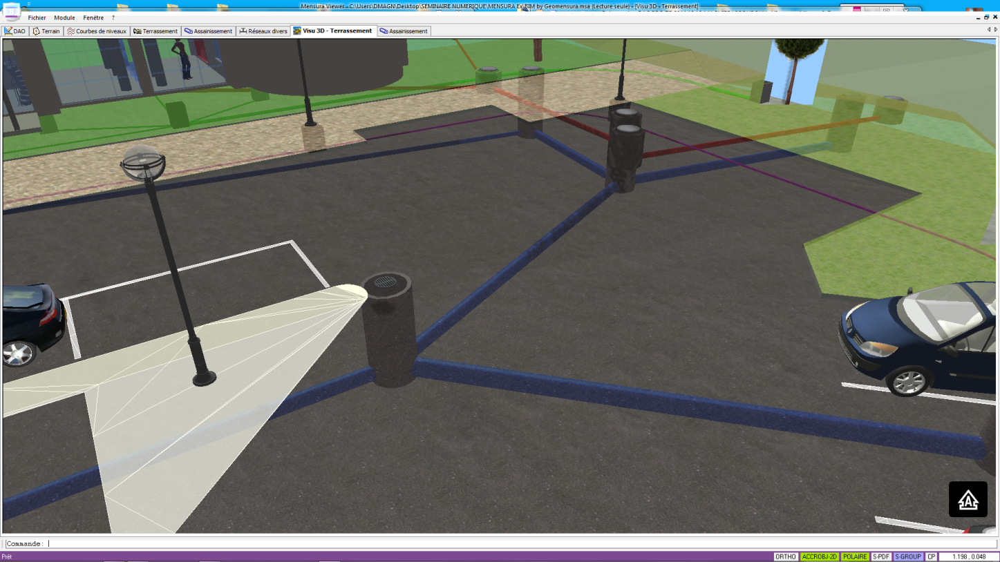 Mensura Viewer - C:\Users\DMAGN\Desktop\SEMINAIRE NUMERIQUE\MENSURA Ex BIM by Geomensura.msa (Lecture seule) - [Visu 3D - Terrassement]
Fichier Module Fenêtre ?
DAO Terrain Courbes de niveaux Terrassement Assainissement Réseaux divers Visu 3D - Terrassement Assainissement
A
Commande:
Prêt ORTHO ACCROBJ-2D POLAIRE S-PDF S-GROUP CP 1.198 , 0.048